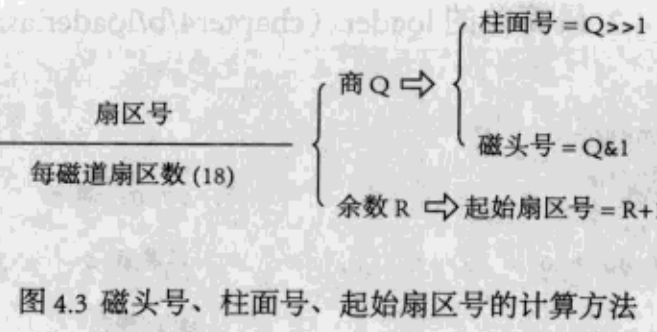 柱面号 = Q>>1
商 Q ⇨
扇区号
磁头号 = Q&1
每磁道扇区数 (18)
余数 R ⇨ 起始扇区号 = R+
图 4.3 磁头号、柱面号、起始扇区号的计算方法